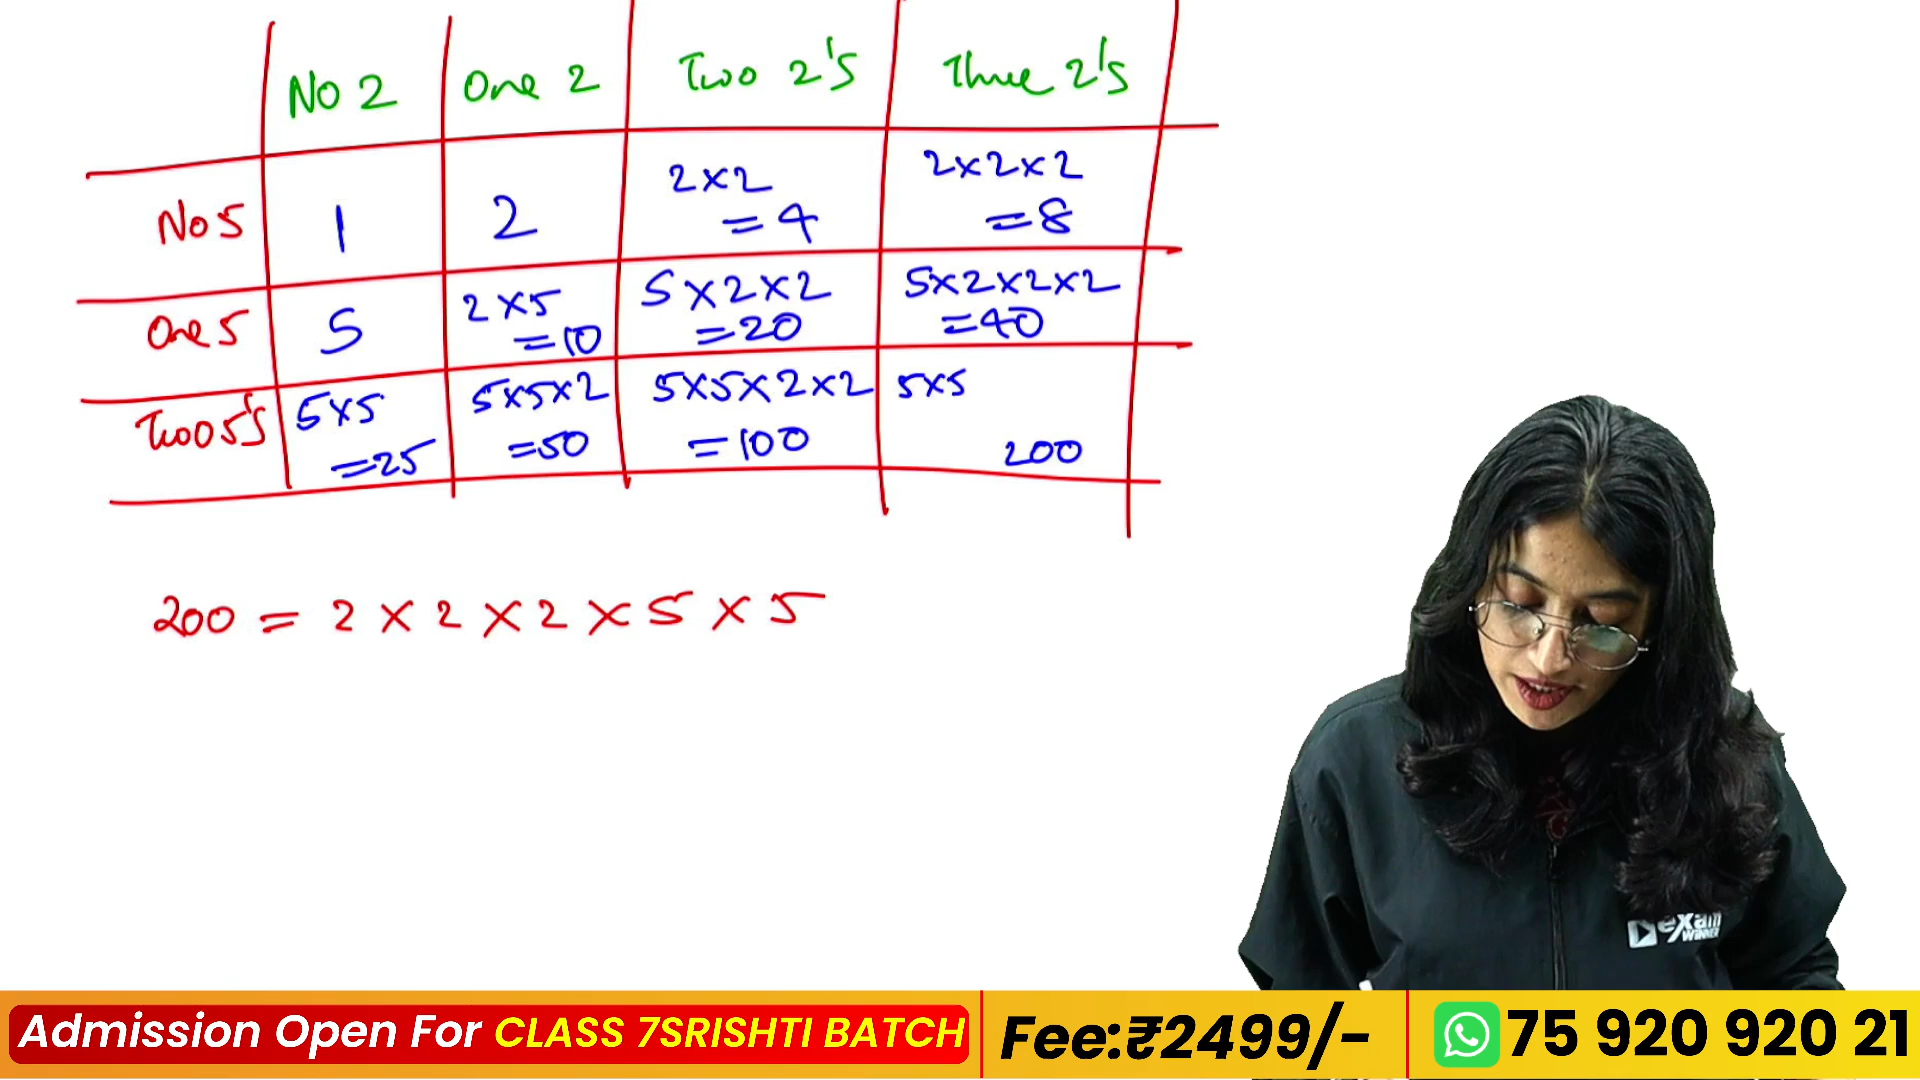 No 2 One 2 Two 2's Three 2's
No 5 1 2 2×2 =4 2×2×2 =8
One 5 5 2×5 =10 5×2×2 =20 5×2×2×2 =40
Two 5's 5×5 =25 5×5×2 =50 5×5×2×2 =100 5×5 200
200 = 2 × 2 × 2 × 5 × 5
exam
WINNER
Admission Open For CLASS 7SRISHTI BATCH Fee:₹2499/- 75 920 920 21